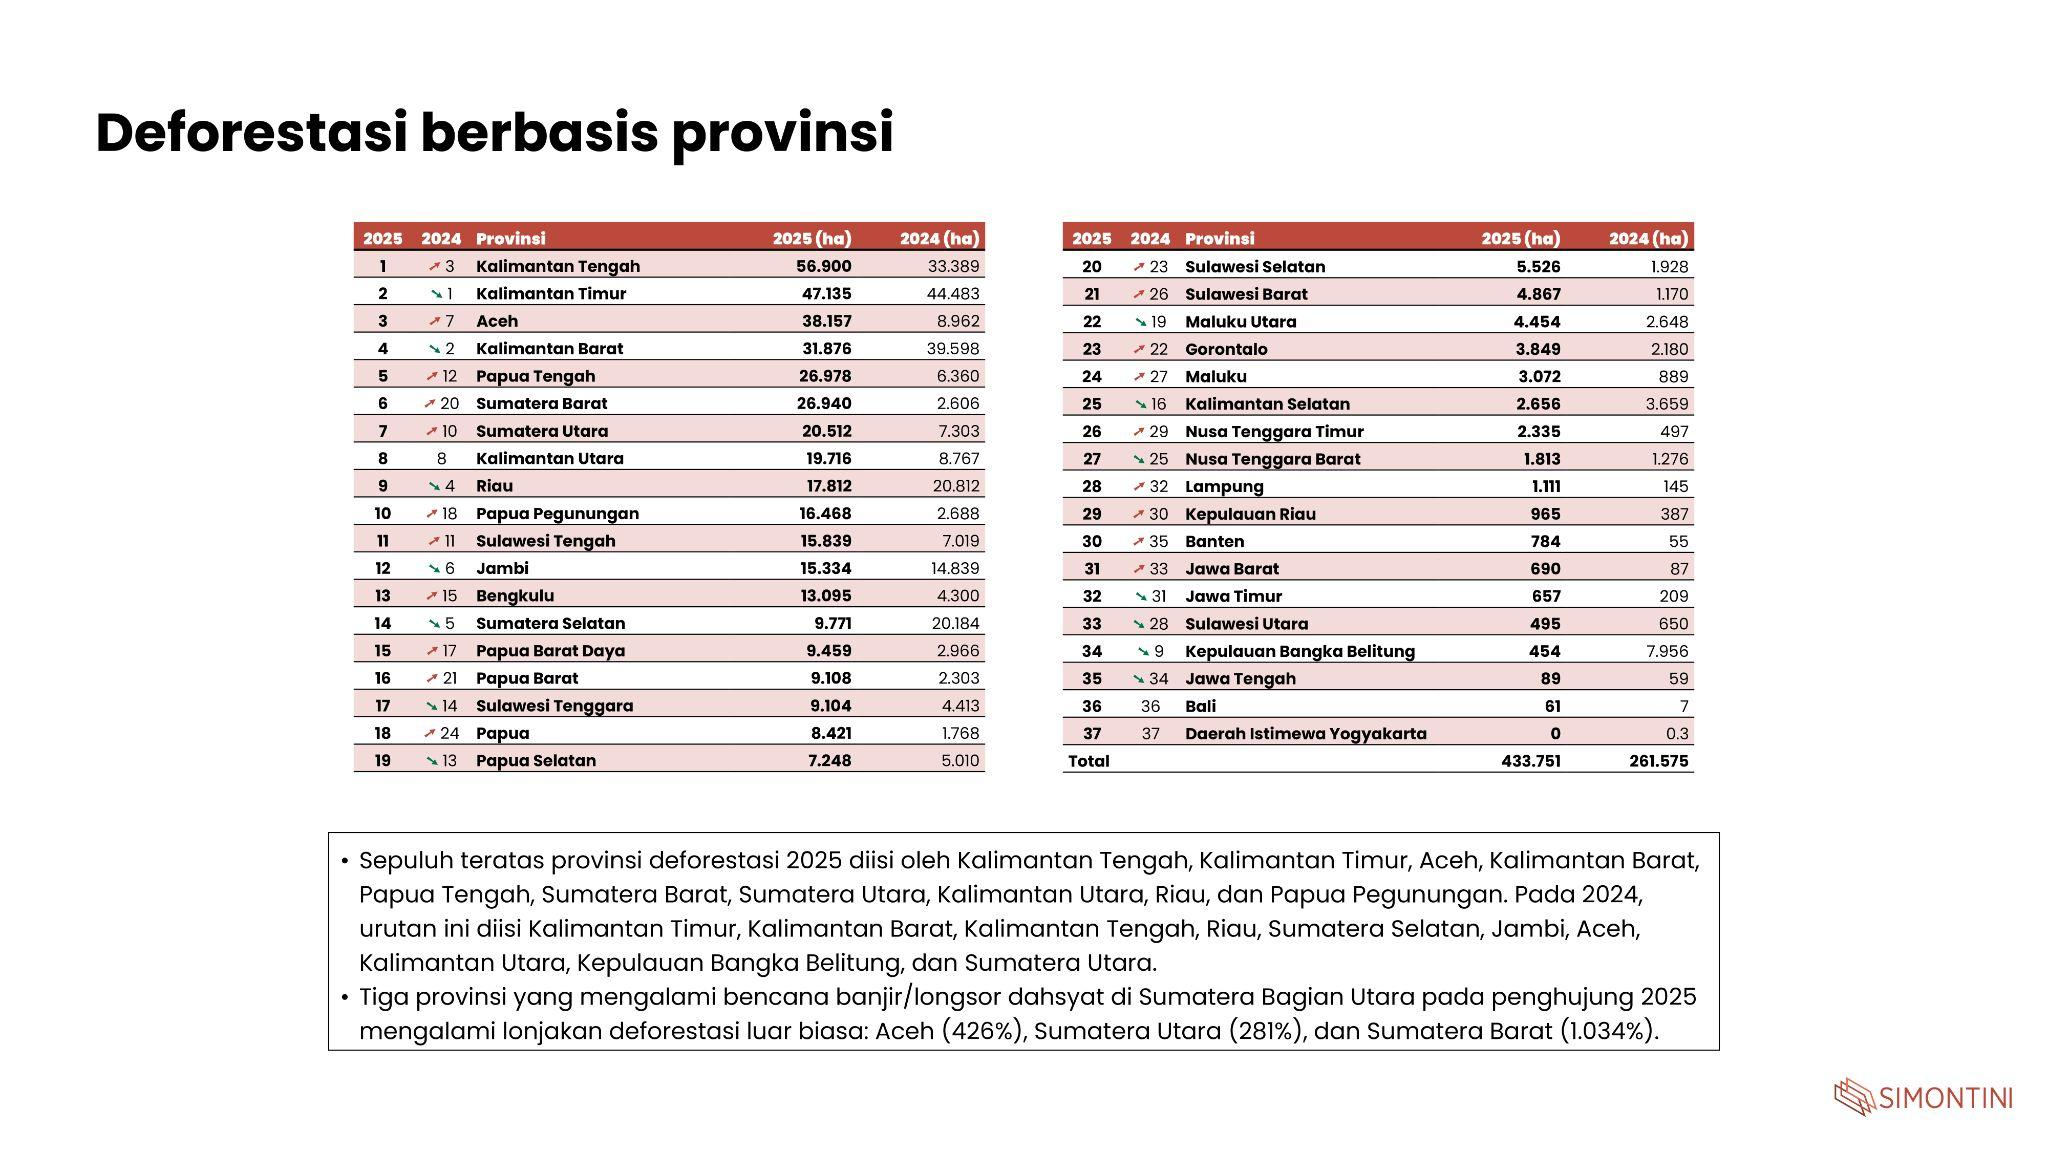 Deforestasi berbasis provinsi
2025 2024 Provinsi 2025 (ha) 2024 (ha)
1 ↗ 3 Kalimantan Tengah 56.900 33.389
2 ↘ 1 Kalimantan Timur 47.135 44.483
3 ↗ 7 Aceh 38.157 8.962
4 ↘ 2 Kalimantan Barat 31.876 39.598
5 ↗ 12 Papua Tengah 26.978 6.360
6 ↗ 20 Sumatera Barat 26.940 2.606
7 ↗ 10 Sumatera Utara 20.512 7.303
8 8 Kalimantan Utara 19.716 8.767
9 ↘ 4 Riau 17.812 20.812
10 ↗ 18 Papua Pegunungan 16.468 2.688
11 ↗ 11 Sulawesi Tengah 15.839 7.019
12 ↘ 6 Jambi 15.334 14.839
13 ↗ 15 Bengkulu 13.095 4.300
14 ↘ 5 Sumatera Selatan 9.771 20.184
15 ↗ 17 Papua Barat Daya 9.459 2.966
16 ↗ 21 Papua Barat 9.108 2.303
17 ↘ 14 Sulawesi Tenggara 9.104 4.413
18 ↗ 24 Papua 8.421 1.768
19 ↘ 13 Papua Selatan 7.248 5.010
2025 2024 Provinsi 2025 (ha) 2024 (ha)
20 ↗ 23 Sulawesi Selatan 5.526 1.928
21 ↗ 26 Sulawesi Barat 4.867 1.170
22 ↘ 19 Maluku Utara 4.454 2.648
23 ↗ 22 Gorontalo 3.849 2.180
24 ↗ 27 Maluku 3.072 889
25 ↘ 16 Kalimantan Selatan 2.656 3.659
26 ↗ 29 Nusa Tenggara Timur 2.335 497
27 ↘ 25 Nusa Tenggara Barat 1.813 1.276
28 ↗ 32 Lampung 1.111 145
29 ↗ 30 Kepulauan Riau 965 387
30 ↗ 35 Banten 784 55
31 ↗ 33 Jawa Barat 690 87
32 ↘ 31 Jawa Timur 657 209
33 ↘ 28 Sulawesi Utara 495 650
34 ↘ 9 Kepulauan Bangka Belitung 454 7.956
35 ↘ 34 Jawa Tengah 89 59
36 36 Bali 61 7
37 37 Daerah Istimewa Yogyakarta 0 0.3
Total 433.751 261.575
• Sepuluh teratas provinsi deforestasi 2025 diisi oleh Kalimantan Tengah, Kalimantan Timur, Aceh, Kalimantan Barat,
Papua Tengah, Sumatera Barat, Sumatera Utara, Kalimantan Utara, Riau, dan Papua Pegunungan. Pada 2024,
urutan ini diisi Kalimantan Timur, Kalimantan Barat, Kalimantan Tengah, Riau, Sumatera Selatan, Jambi, Aceh,
Kalimantan Utara, Kepulauan Bangka Belitung, dan Sumatera Utara.
• Tiga provinsi yang mengalami bencana banjir/longsor dahsyat di Sumatera Bagian Utara pada penghujung 2025
mengalami lonjakan deforestasi luar biasa: Aceh (426%), Sumatera Utara (281%), dan Sumatera Barat (1.034%).
SIMONTINI